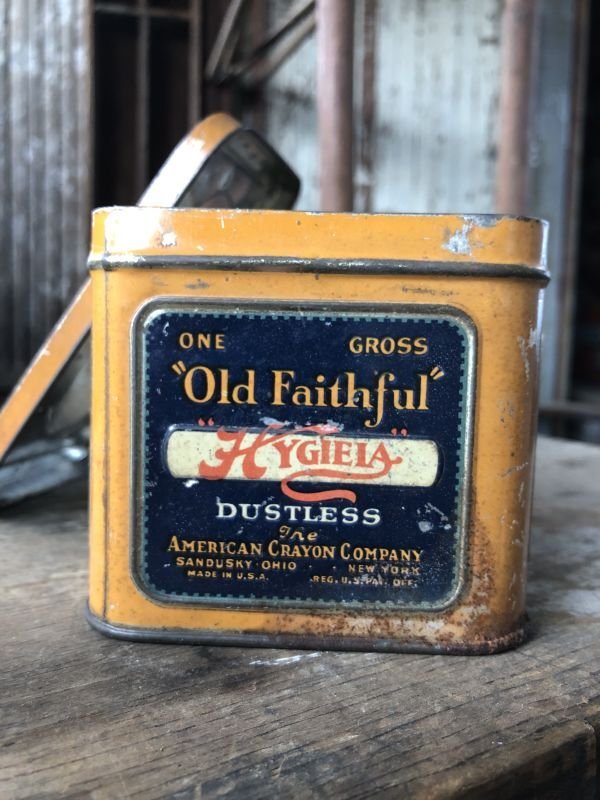 ONE GROSS
"Old Faithful"
"HYGIEIA"
DUSTLESS
The
AMERICAN CRAYON COMPANY
SANDUSKY · OHIO · NEW YORK
MADE IN U.S.A. REG. U.S. PAT. OFF.